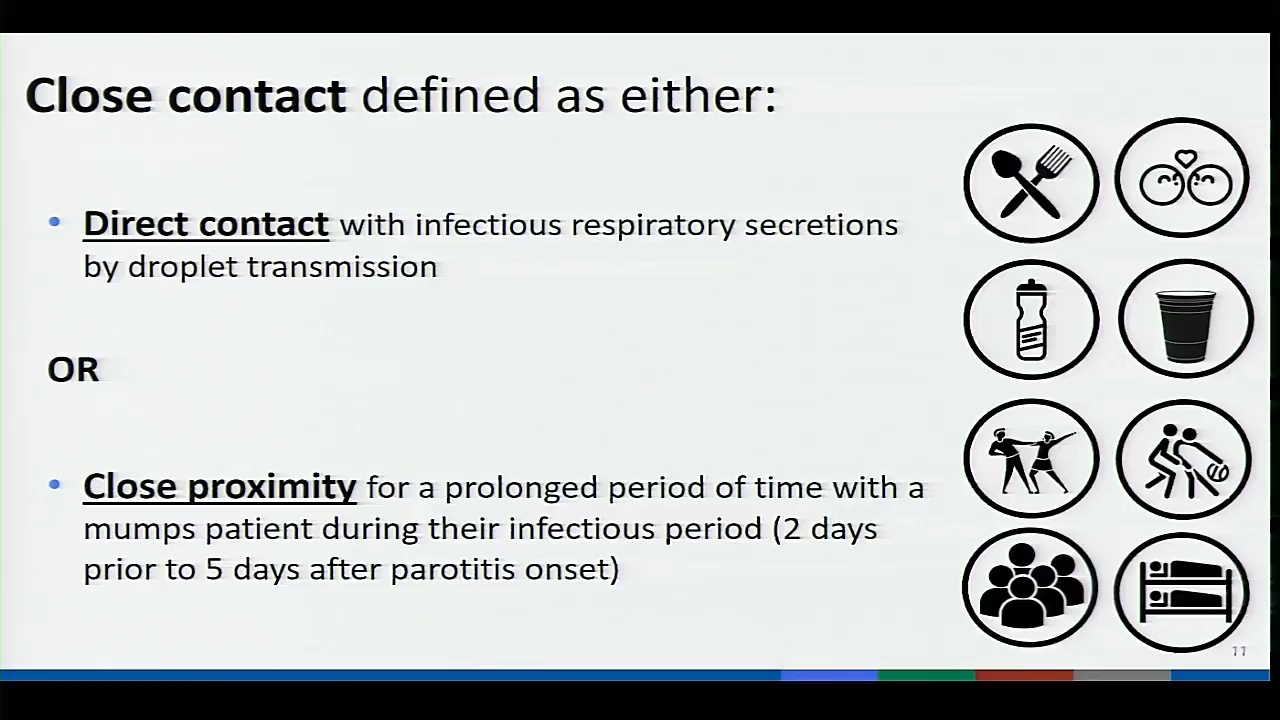 Close contact defined as either:
• Direct contact with infectious respiratory secretions
by droplet transmission
OR
• Close proximity for a prolonged period of time with a
mumps patient during their infectious period (2 days
prior to 5 days after parotitis onset)
11